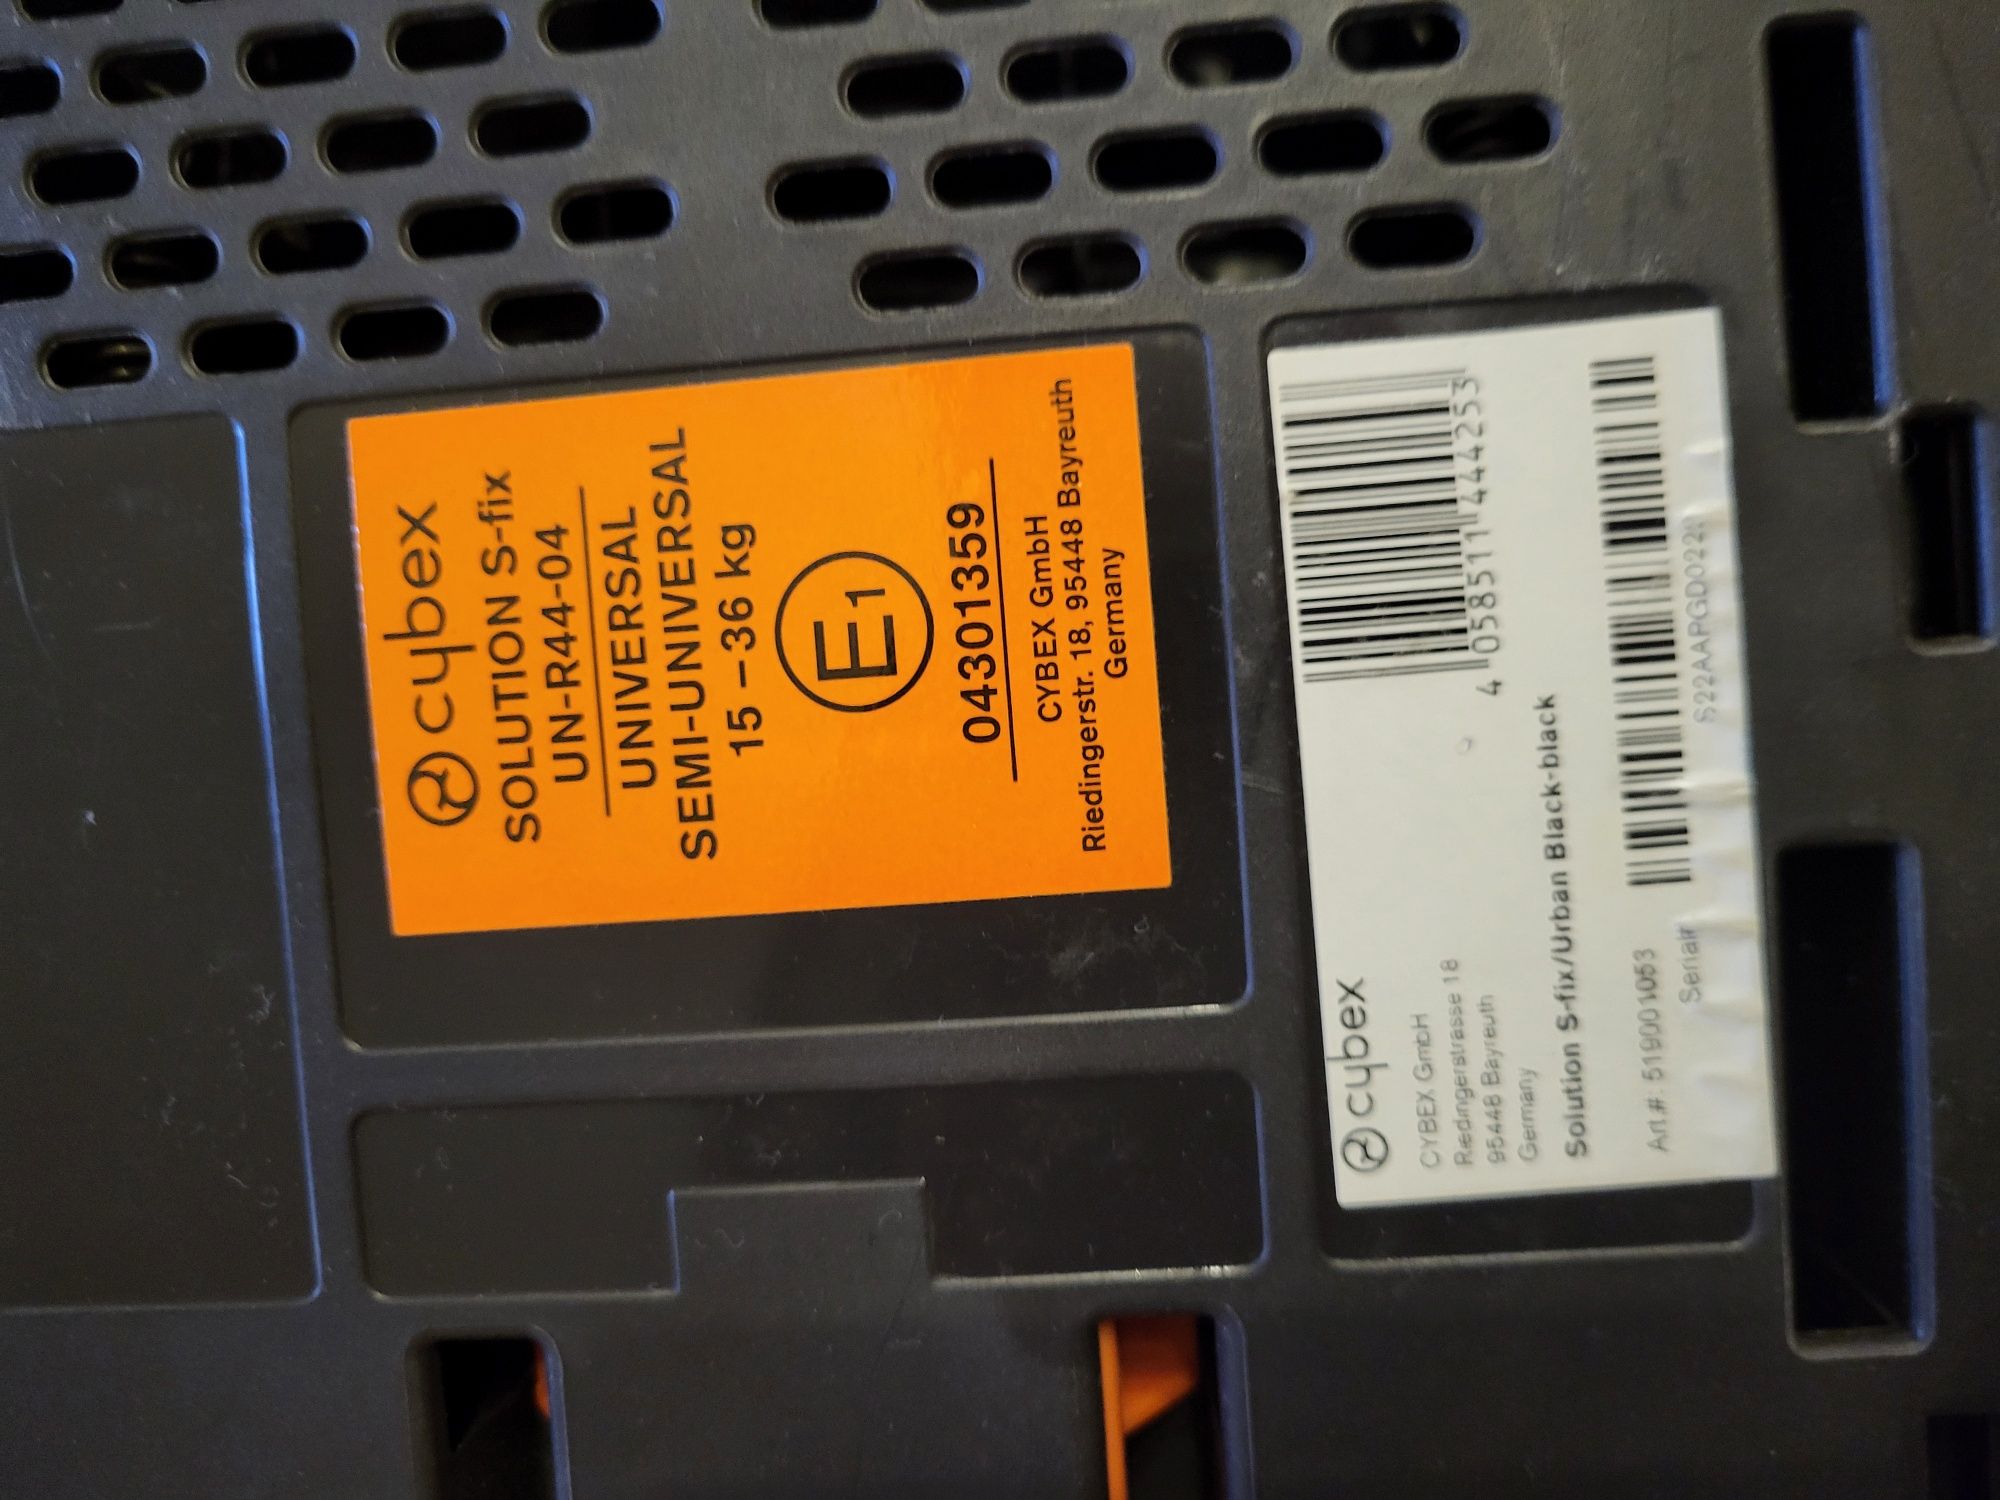 cybex
SOLUTION S-fix
UN-R44-04
UNIVERSAL
SEMI-UNIVERSAL
15 – 36 kg
E1
04301359
CYBEX GmbH
Riedingerstr. 18, 95448 Bayreuth
Germany
cybex
4 058511 444253
CYBEX GmbH
Riedingerstrasse 18
95448 Bayreuth
Germany
Solution S-fix/Urban Black-black
Art.#: 519001053